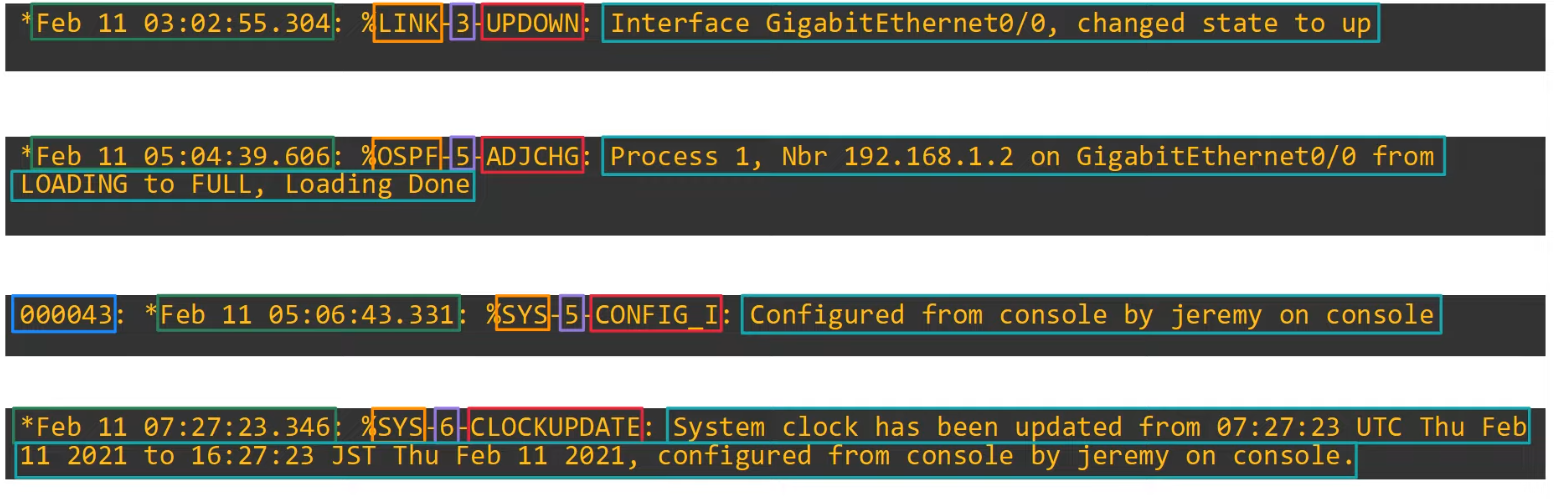 *Feb 11 03:02:55.304: %LINK-3-UPDOWN: Interface GigabitEthernet0/0, changed state to up
*Feb 11 05:04:39.606: %OSPF-5-ADJCHG: Process 1, Nbr 192.168.1.2 on GigabitEthernet0/0 from
LOADING to FULL, Loading Done
000043: *Feb 11 05:06:43.331: %SYS-5-CONFIG_I: Configured from console by jeremy on console
*Feb 11 07:27:23.346: %SYS-6-CLOCKUPDATE: System clock has been updated from 07:27:23 UTC Thu Feb
11 2021 to 16:27:23 JST Thu Feb 11 2021, configured from console by jeremy on console.